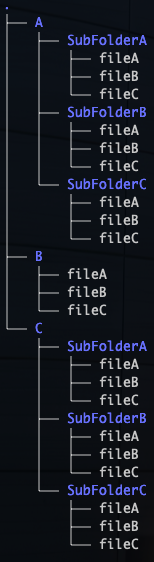 .
├── A
│   ├── SubFolderA
│   │   ├── fileA
│   │   ├── fileB
│   │   └── fileC
│   ├── SubFolderB
│   │   ├── fileA
│   │   ├── fileB
│   │   └── fileC
│   └── SubFolderC
│       ├── fileA
│       ├── fileB
│       └── fileC
├── B
│   ├── fileA
│   ├── fileB
│   └── fileC
└── C
    ├── SubFolderA
    │   ├── fileA
    │   ├── fileB
    │   └── fileC
    ├── SubFolderB
    │   ├── fileA
    │   ├── fileB
    │   └── fileC
    └── SubFolderC
        ├── fileA
        ├── fileB
        └── fileC